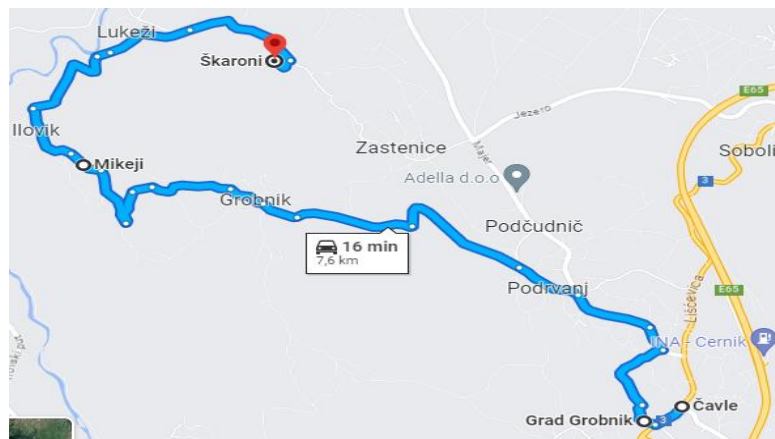 Lukeži
Škaroni
E65
Jezero
Ilovik
Zastenice
Majer
Soboli
Mikeji
3
Adella d.o.o
Grobnik
Podčudnič
16 min
7,6 km
Podrvanj
E65
Lišćevica
INA - Cernik
Čavle
Grad Grobnik
3